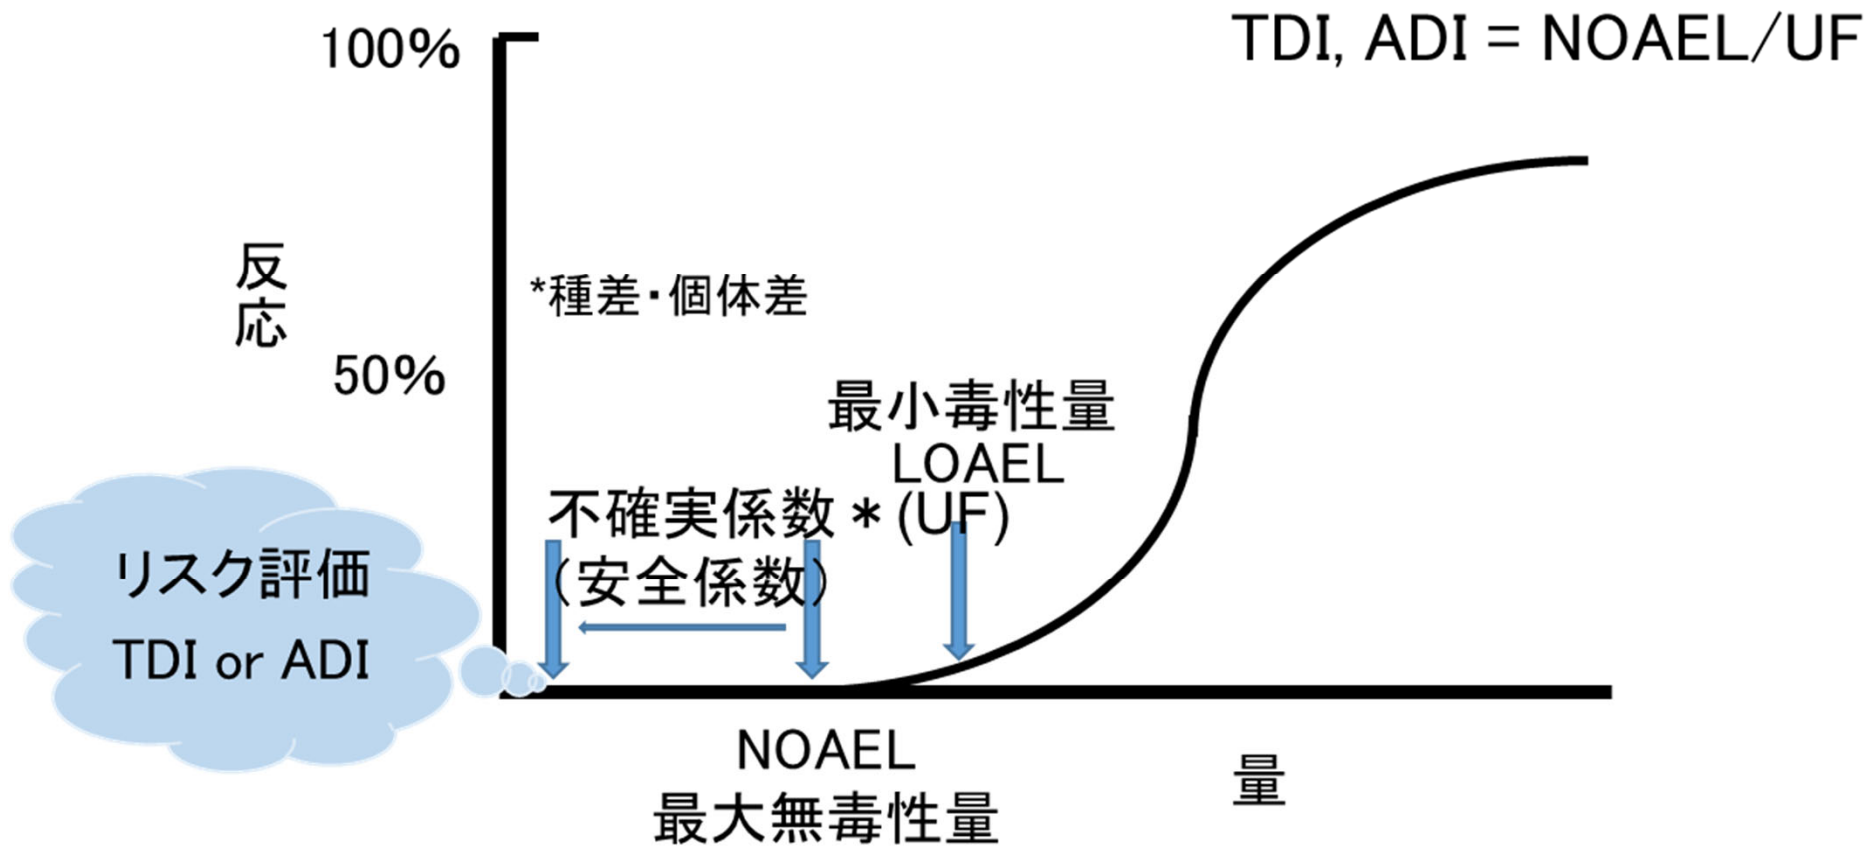 TDI, ADI = NOAEL/UF
100%
反応
*種差・個体差
50%
最小毒性量
LOAEL
不確実係数*(UF)
（安全係数）
リスク評価
TDI or ADI
NOAEL
最大無毒性量
量